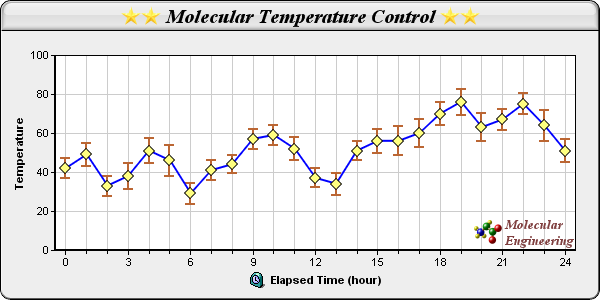 Molecular Temperature Control
100
80
60
40
20
0
Temperature
0 3 6 9 12 15 18 21 24
Elapsed Time (hour)
Molecular
Engineering